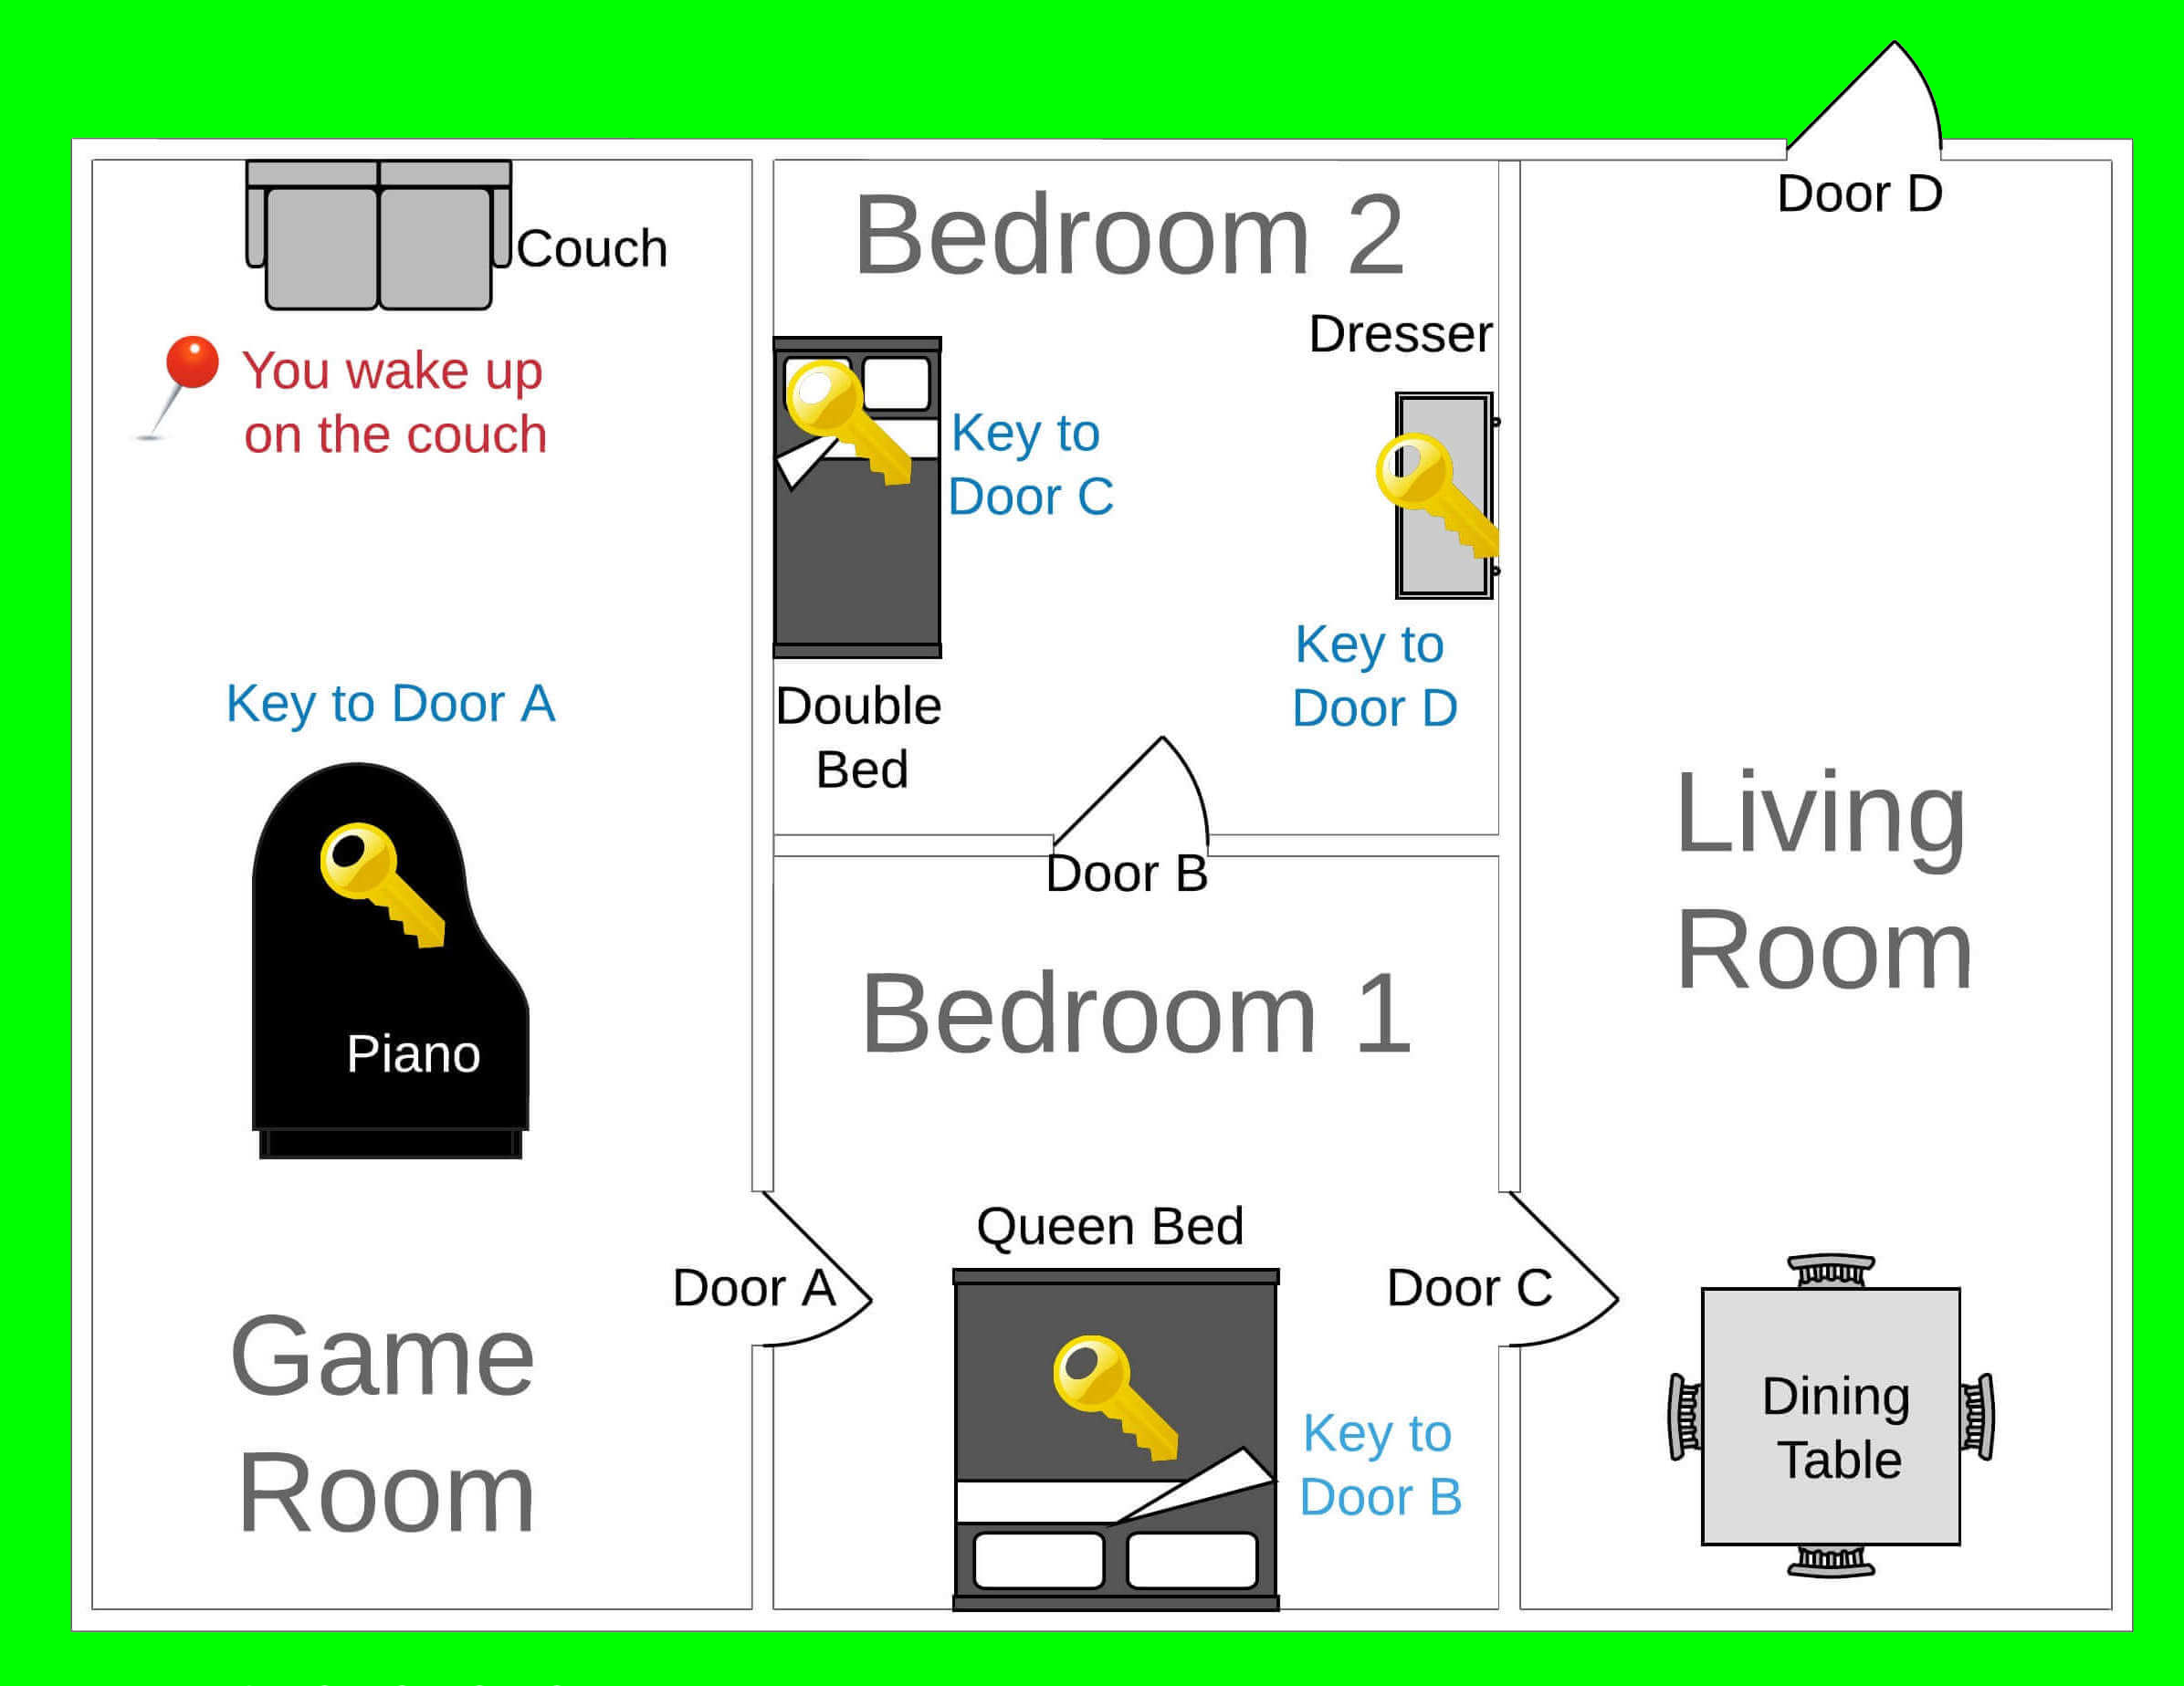 Door D
Couch
Bedroom 2
Dresser
You wake up
on the couch
Key to
Door C
Key to
Door D
Key to Door A
Double
Bed
Door B
Living
Room
Piano
Bedroom 1
Queen Bed
Door A
Door C
Game
Room
Key to
Door B
Dining
Table